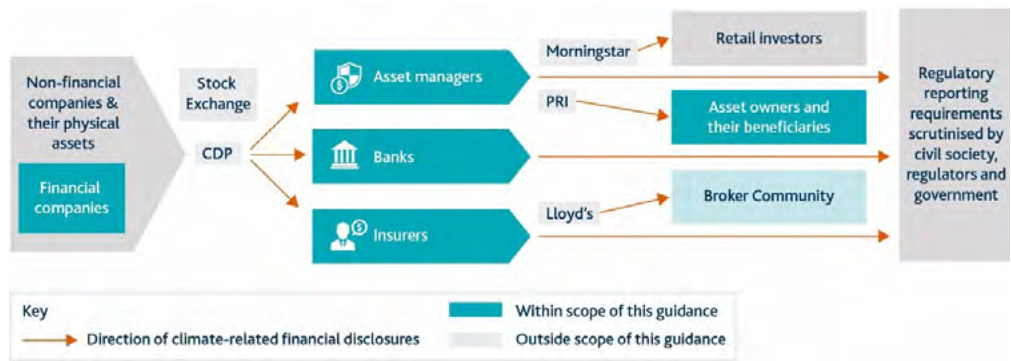 Non-financial
companies &
their physical
assets
Financial
companies
Stock
Exchange
CDP
Asset managers
Banks
Insurers
Morningstar
PRI
Lloyd's
Retail investors
Asset owners and
their beneficiaries
Broker Community
Regulatory
reporting
requirements
scrutinised by
civil society,
regulators and
government
Key
Direction of climate-related financial disclosures
Within scope of this guidance
Outside scope of this guidance